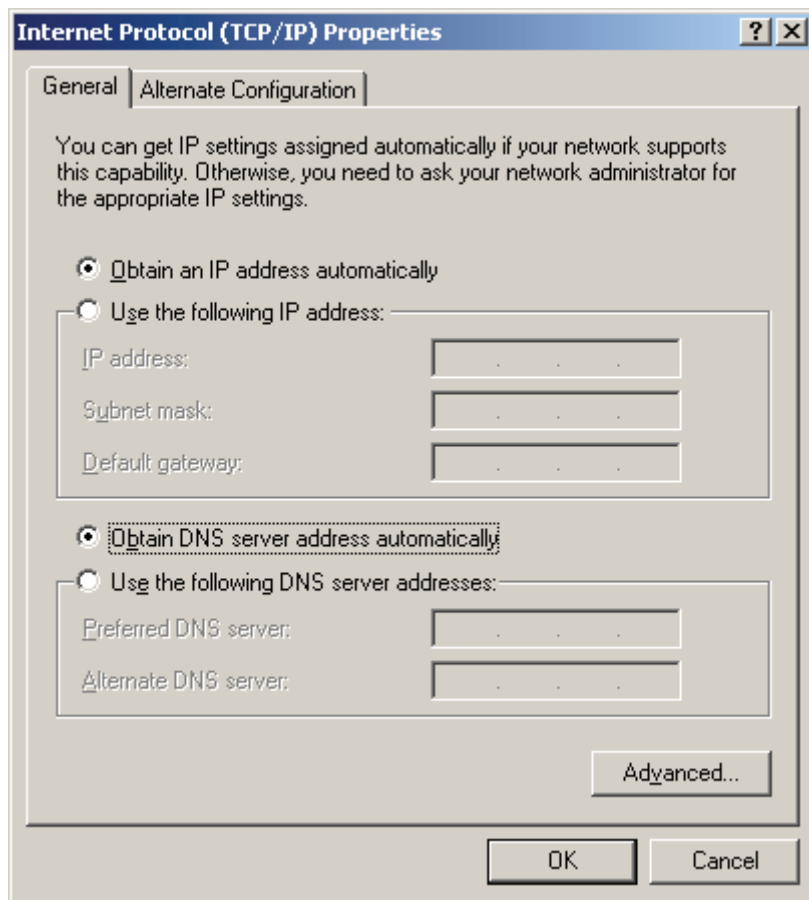 Internet Protocol (TCP/IP) Properties
General
Alternate Configuration
You can get IP settings assigned automatically if your network supports
this capability. Otherwise, you need to ask your network administrator for
the appropriate IP settings.
Obtain an IP address automatically
Use the following IP address:
IP address:
Subnet mask:
Default gateway:
Obtain DNS server address automatically
Use the following DNS server addresses:
Preferred DNS server:
Alternate DNS server:
Advanced...
OK
Cancel